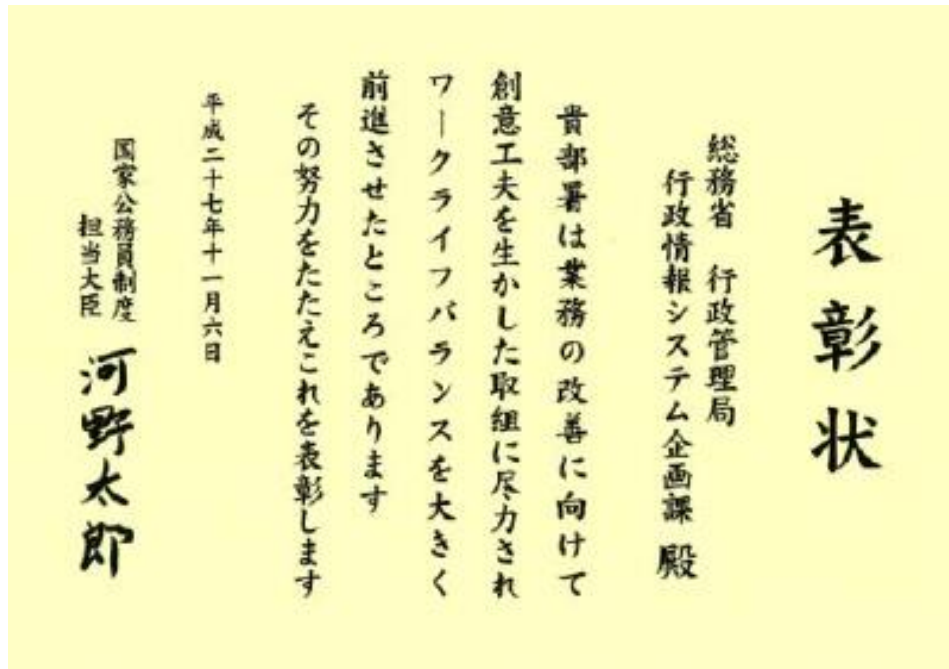 表彰状
総務省 行政管理局
行政情報システム企画課 殿
貴部署は業務の改善に向けて
創意工夫を生かした取組に尽力され
ワークライフバランスを大きく
前進させたところであります
その努力をたたえこれを表彰します
平成二十七年十一月六日
国家公務員制度
担当大臣
河野太郎